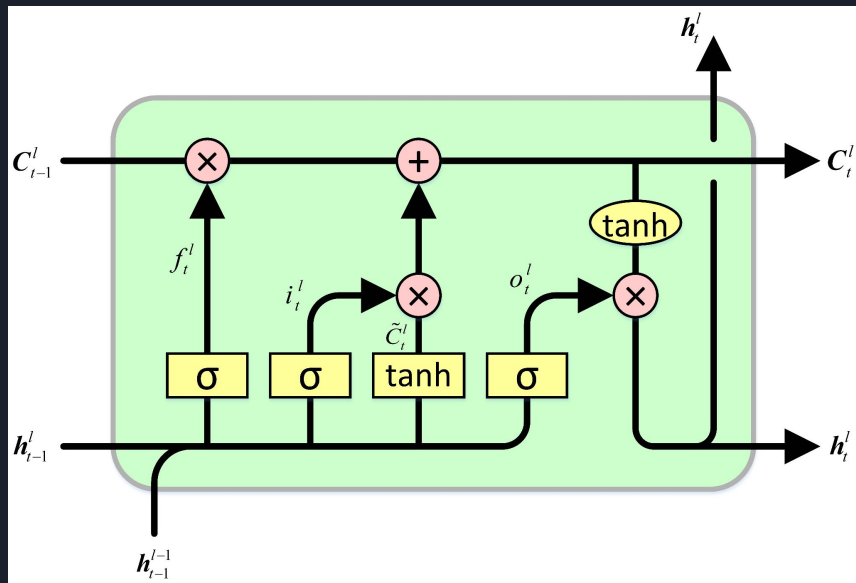 h_t^l
C_{t-1}^l
×
+
C_t^l
tanh
f_t^l
i_t^l
×
o_t^l
×
C̃_t^l
σ
σ
tanh
σ
h_{t-1}^l
h_t^l
h_{t-1}^{l-1}